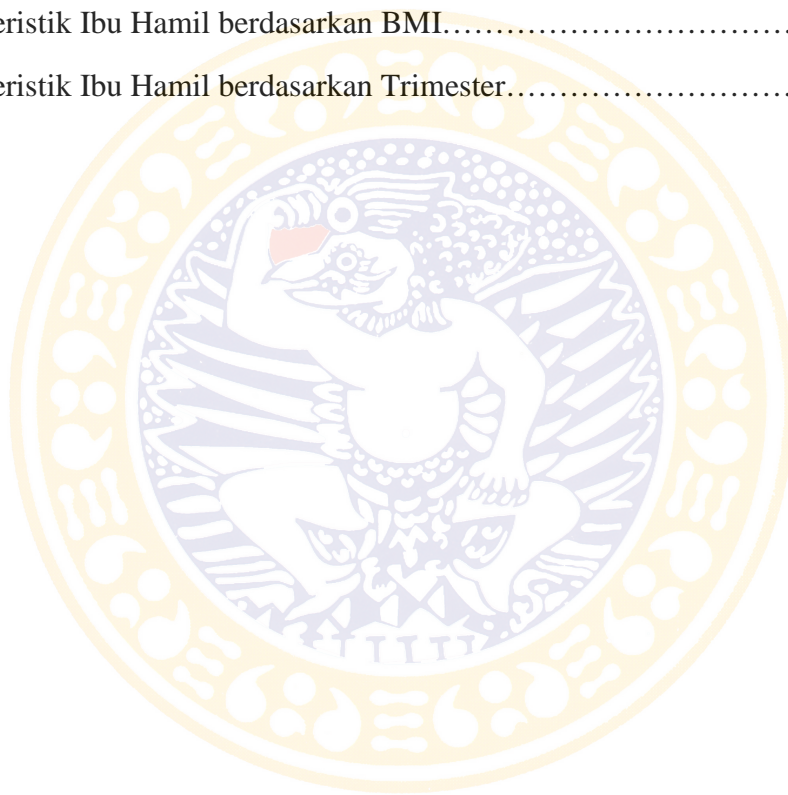 eristik Ibu Hamil berdasarkan BMI……………………………
eristik Ibu Hamil berdasarkan Trimester………………………